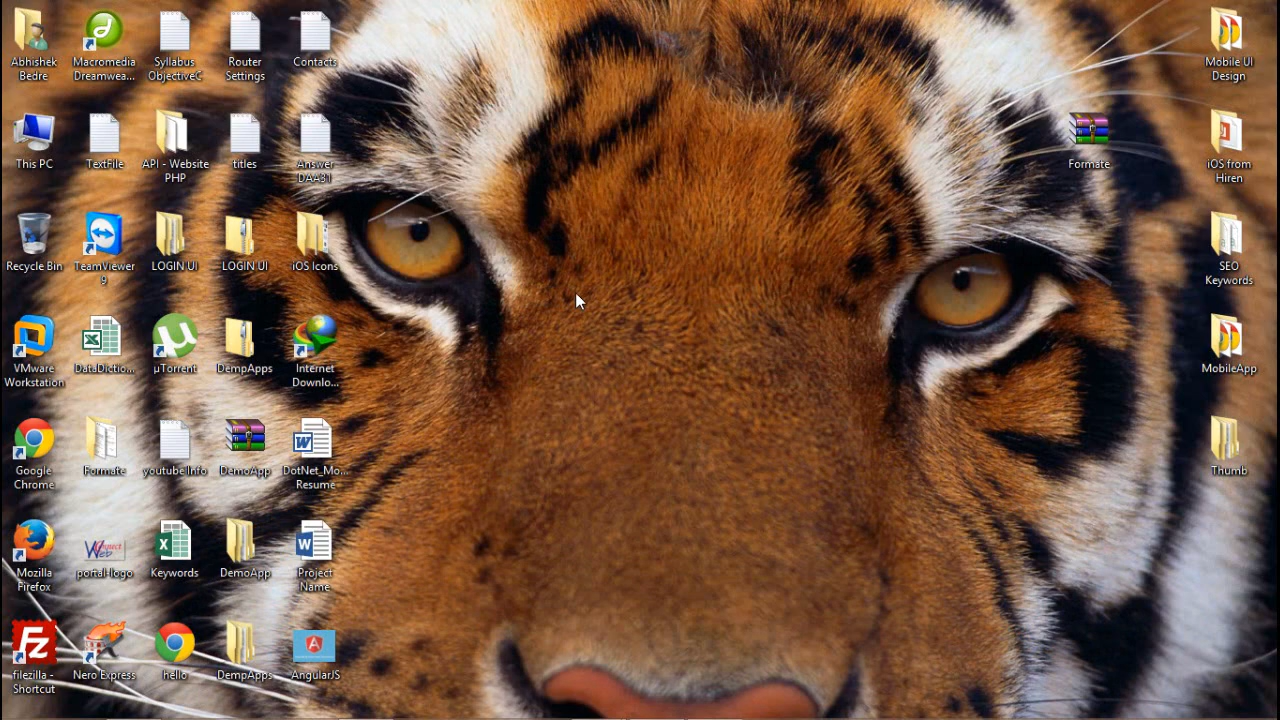 Abhishek
Bedre
Macromedia
Dreamwea...
Syllabus
ObjectiveC
Router
Settings
Contacts
Mobile UI
Design
This PC
TextFile
API - Website
PHP
titles
Answer
DAA31
Formate
iOS from
Hiren
Recycle Bin
TeamViewer
9
LOGIN UI
LOGIN UI
iOS Icons
SEO
Keywords
VMware
Workstation
DataDictio...
µTorrent
DempApps
Internet
Downlo...
MobileApp
Google
Chrome
Formate
youtube Info
DemoApp
DotNet_Mo...
Resume
Thumb
Mozilla
Firefox
portal-logo
Keywords
DemoApp
Project
Name
filezilla -
Shortcut
Nero Express
hello
DempApps
AngularJS